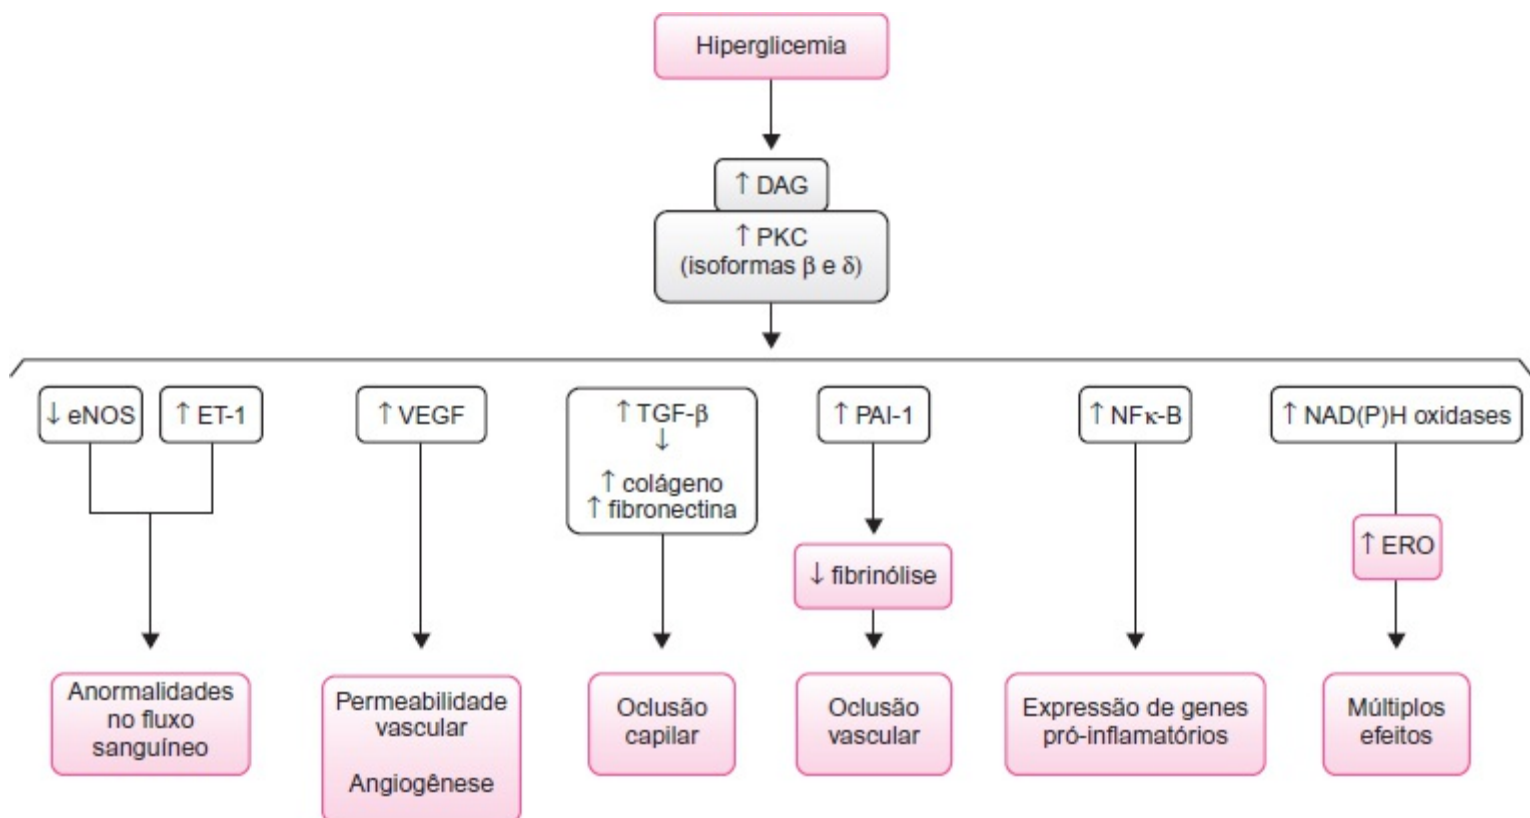 Hiperglicemia
↑ DAG
↑ PKC
(isoformas β e δ)
↓ eNOS
↑ ET-1
↑ VEGF
↑ TGF-β
↓
↑ colágeno
↑ fibronectina
↑ PAI-1
↑ NFκ-B
↑ NAD(P)H oxidases
↑ ERO
↓ fibrinólise
Anormalidades
no fluxo
sanguíneo
Permeabilidade
vascular
Angiogênese
Oclusão
capilar
Oclusão
vascular
Expressão de genes
pró-inflamatórios
Múltiplos
efeitos